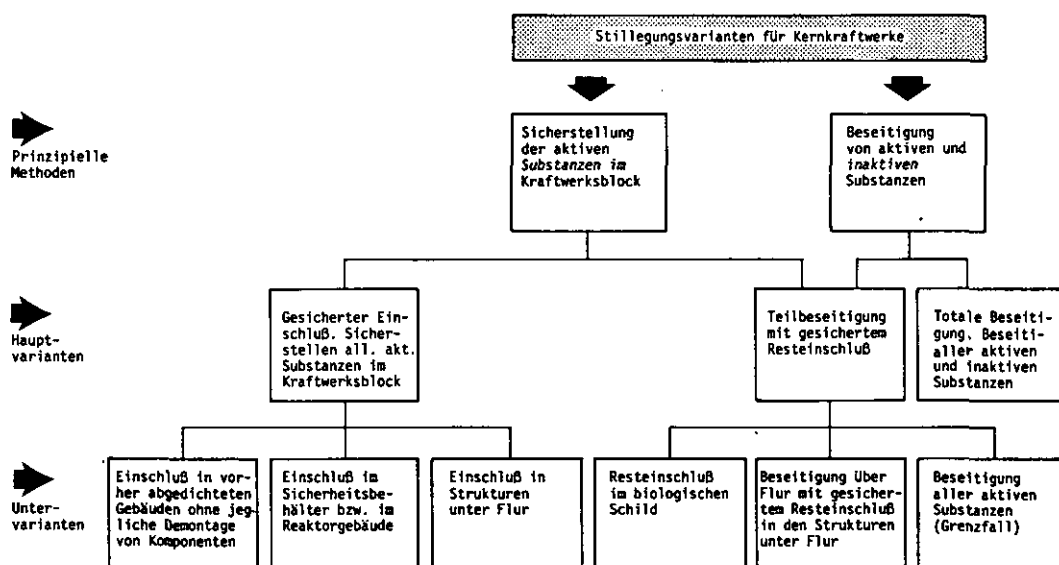 Stillegungsvarianten für Kernkraftwerke
Prinzipielle
Methoden
Sicherstellung
der aktiven
Substanzen im
Kraftwerksblock
Beseitigung
von aktiven und
inaktiven
Substanzen
Haupt-
varianten
Gesicherter Ein-
schluß. Sicher-
stellen all. akt.
Substanzen im
Kraftwerksblock
Teilbeseitigung
mit gesichertem
Resteinschluß
Totale Beseiti-
gung. Beseiti-
aller aktiven
und inaktiven
Substanzen
Unter-
varianten
Einschluß in vor-
her abgedichteten
Gebäuden ohne jeg
liche Demontage
von Komponenten
Einschluß im
Sicherheitsbe-
hälter bzw. im
Reaktorgebäude
Einschluß in
Strukturen
unter Flur
Resteinschluß
im biologischen
Schild
Beseitigung Über
Flur mit gesicher-
tem Resteinschluß
in den Strukturen
unter Flur
Beseitigung
aller aktiven
Substanzen
(Grenzfall)